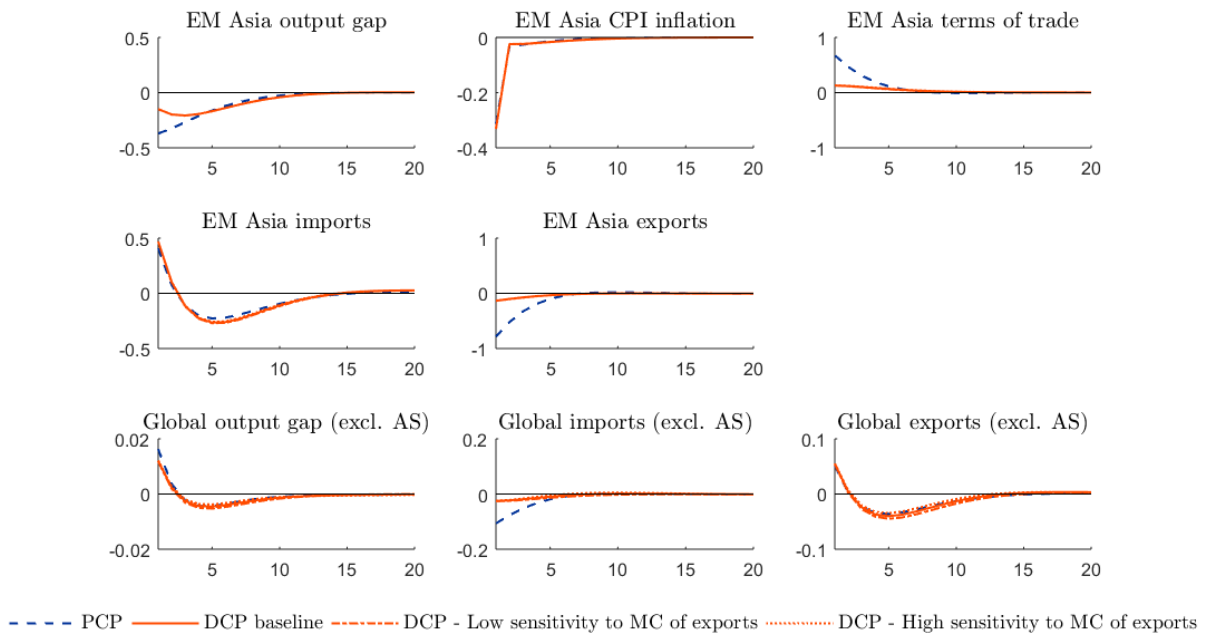 EM Asia output gap
EM Asia CPI inflation
EM Asia terms of trade
0.5
0
-0.5
5 10 15 20
0
-0.2
-0.4
5 10 15 20
1
0
-1
5 10 15 20
EM Asia imports
EM Asia exports
0.5
0
-0.5
5 10 15 20
1
0
-1
5 10 15 20
Global output gap (excl. AS)
Global imports (excl. AS)
Global exports (excl. AS)
0.02
0
-0.02
5 10 15 20
0.2
0
-0.2
5 10 15 20
0.1
0
-0.1
5 10 15 20
PCP DCP baseline DCP - Low sensitivity to MC of exports DCP - High sensitivity to MC of exports